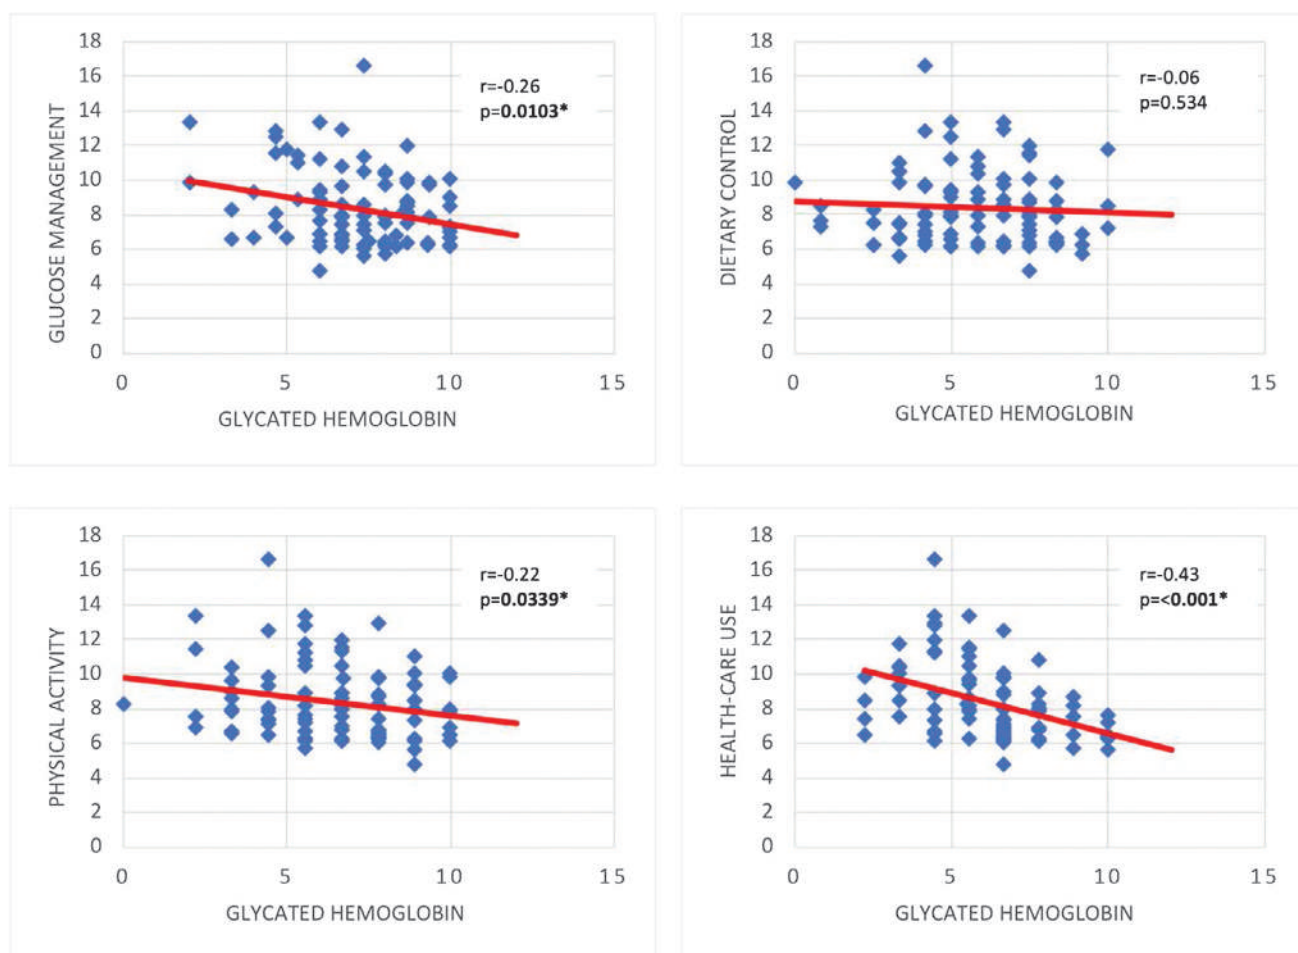 18
16
14
12
10
8
6
4
2
0
0 5 10 15
GLUCOSE MANAGEMENT
GLYCATED HEMOGLOBIN
r=-0.26
p=0.0103*
18
16
14
12
10
8
6
4
2
0
0 5 10 15
DIETARY CONTROL
GLYCATED HEMOGLOBIN
r=-0.06
p=0.534
18
16
14
12
10
8
6
4
2
0
0 5 10 15
PHYSICAL ACTIVITY
GLYCATED HEMOGLOBIN
r=-0.22
p=0.0339*
18
16
14
12
10
8
6
4
2
0
0 5 10 15
HEALTH-CARE USE
GLYCATED HEMOGLOBIN
r=-0.43
p=<0.001*